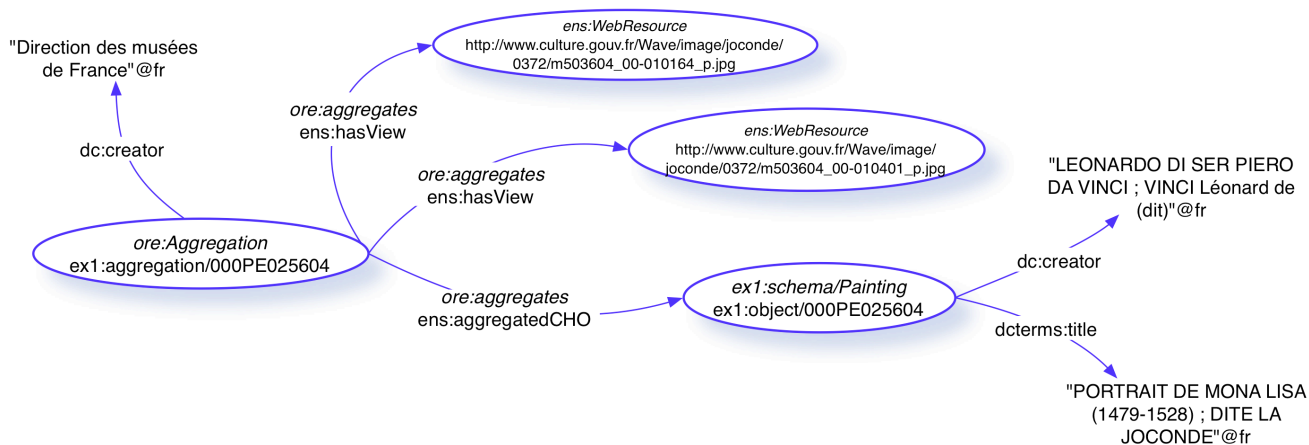 "Direction des musées
de France"@fr
dc:creator
ore:Aggregation
ex1:aggregation/000PE025604
ore:aggregates
ens:hasView
ens:WebResource
http://www.culture.gouv.fr/Wave/image/joconde/
0372/m503604_00-010164_p.jpg
ore:aggregates
ens:hasView
ens:WebResource
http://www.culture.gouv.fr/Wave/image/
joconde/0372/m503604_00-010401_p.jpg
ore:aggregates
ens:aggregatedCHO
ex1:schema/Painting
ex1:object/000PE025604
dc:creator
"LEONARDO DI SER PIERO
DA VINCI ; VINCI Léonard de
(dit)"@fr
dcterms:title
"PORTRAIT DE MONA LISA
(1479-1528) ; DITE LA
JOCONDE"@fr